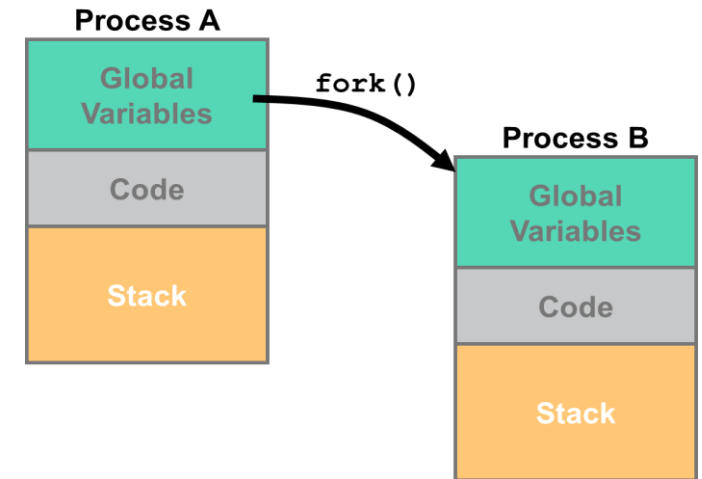 Process A
Global
Variables
Code
Stack
fork()
Process B
Global
Variables
Code
Stack